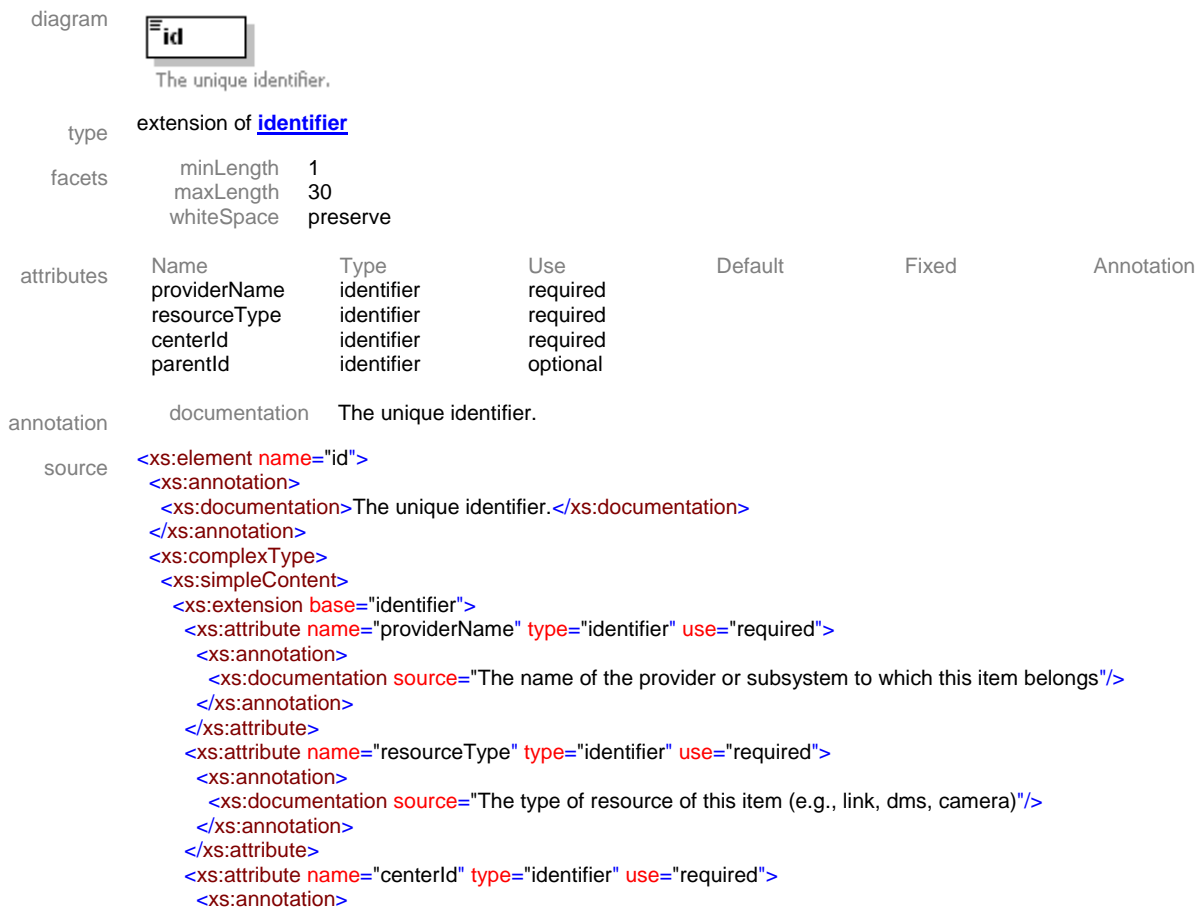 diagram
id
The unique identifier.
type extension of identifier
facets minLength 1
maxLength 30
whiteSpace preserve
attributes Name Type Use Default Fixed Annotation
providerName identifier required
resourceType identifier required
centerId identifier required
parentId identifier optional
annotation documentation The unique identifier.
source <xs:element name="id">
<xs:annotation>
<xs:documentation>The unique identifier.</xs:documentation>
</xs:annotation>
<xs:complexType>
<xs:simpleContent>
<xs:extension base="identifier">
<xs:attribute name="providerName" type="identifier" use="required">
<xs:annotation>
<xs:documentation source="The name of the provider or subsystem to which this item belongs"/>
</xs:annotation>
</xs:attribute>
<xs:attribute name="resourceType" type="identifier" use="required">
<xs:annotation>
<xs:documentation source="The type of resource of this item (e.g., link, dms, camera)"/>
</xs:annotation>
</xs:attribute>
<xs:attribute name="centerId" type="identifier" use="required">
<xs:annotation>